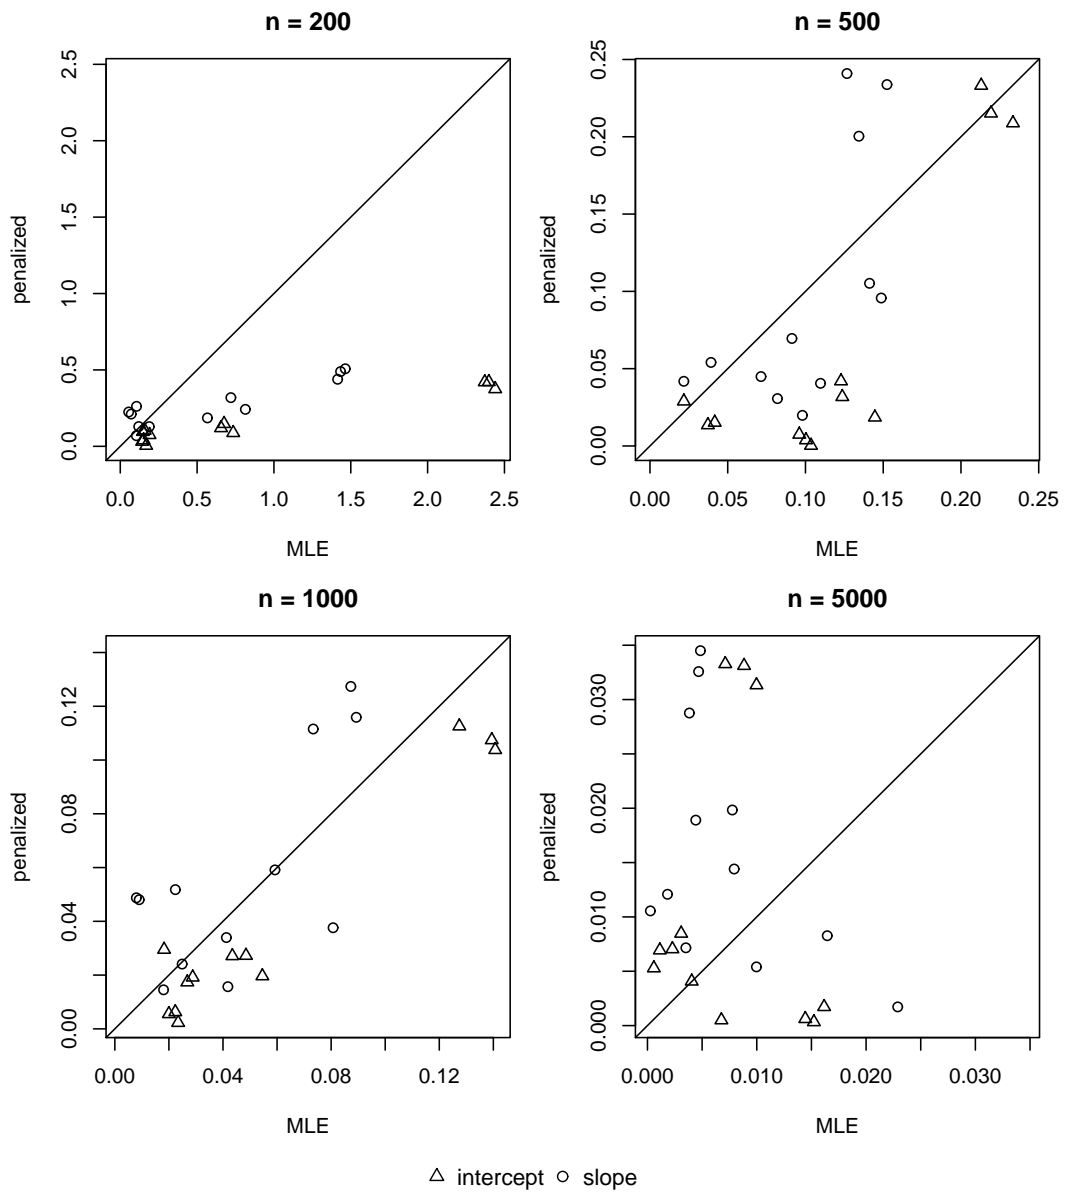 n = 200
2.5
2.0
1.5
1.0
0.5
0.0
penalized
0.0 0.5 1.0 1.5 2.0 2.5
MLE
n = 500
0.25
0.20
0.15
0.10
0.05
0.00
penalized
0.00 0.05 0.10 0.15 0.20 0.25
MLE
n = 1000
0.12
0.08
0.04
0.00
penalized
0.00 0.04 0.08 0.12
MLE
n = 5000
0.030
0.020
0.010
0.000
penalized
0.000 0.010 0.020 0.030
MLE
intercept slope